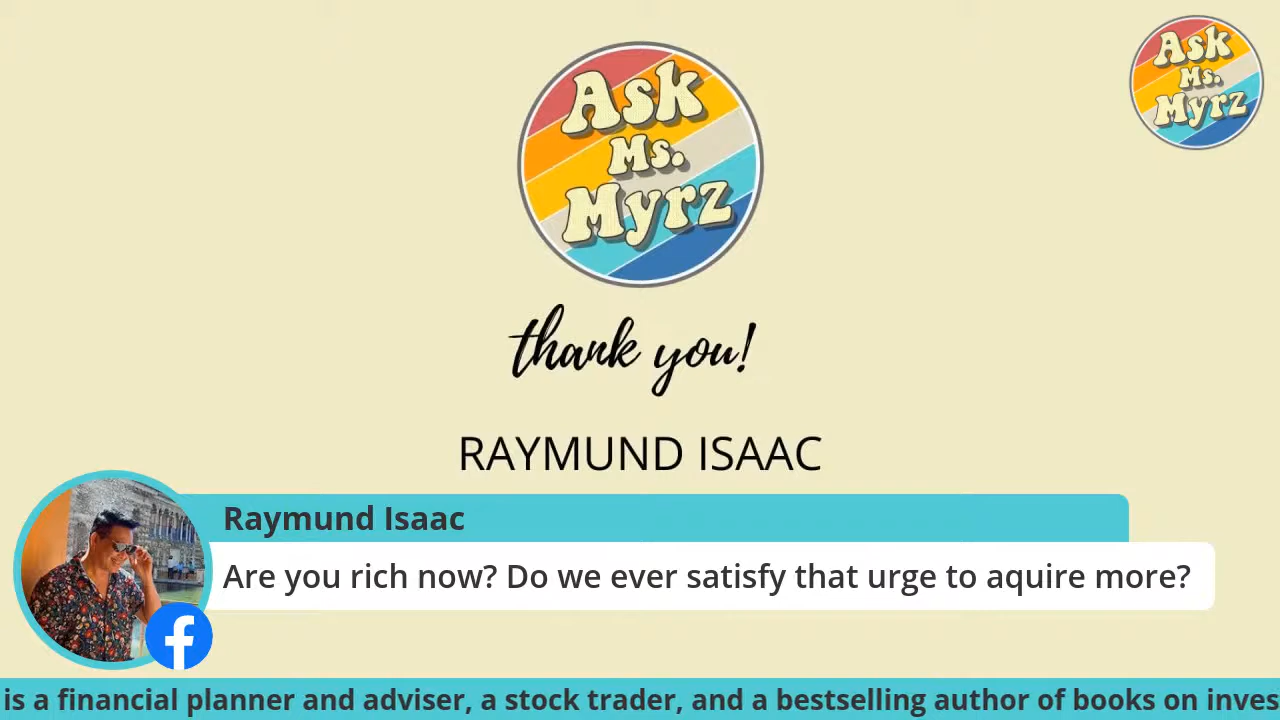 Ask
Ms.
Myrz
Ask
Ms.
Myrz
thank you!
RAYMUND ISAAC
Raymund Isaac
Are you rich now? Do we ever satisfy that urge to aquire more?
is a financial planner and adviser, a stock trader, and a bestselling author of books on inves